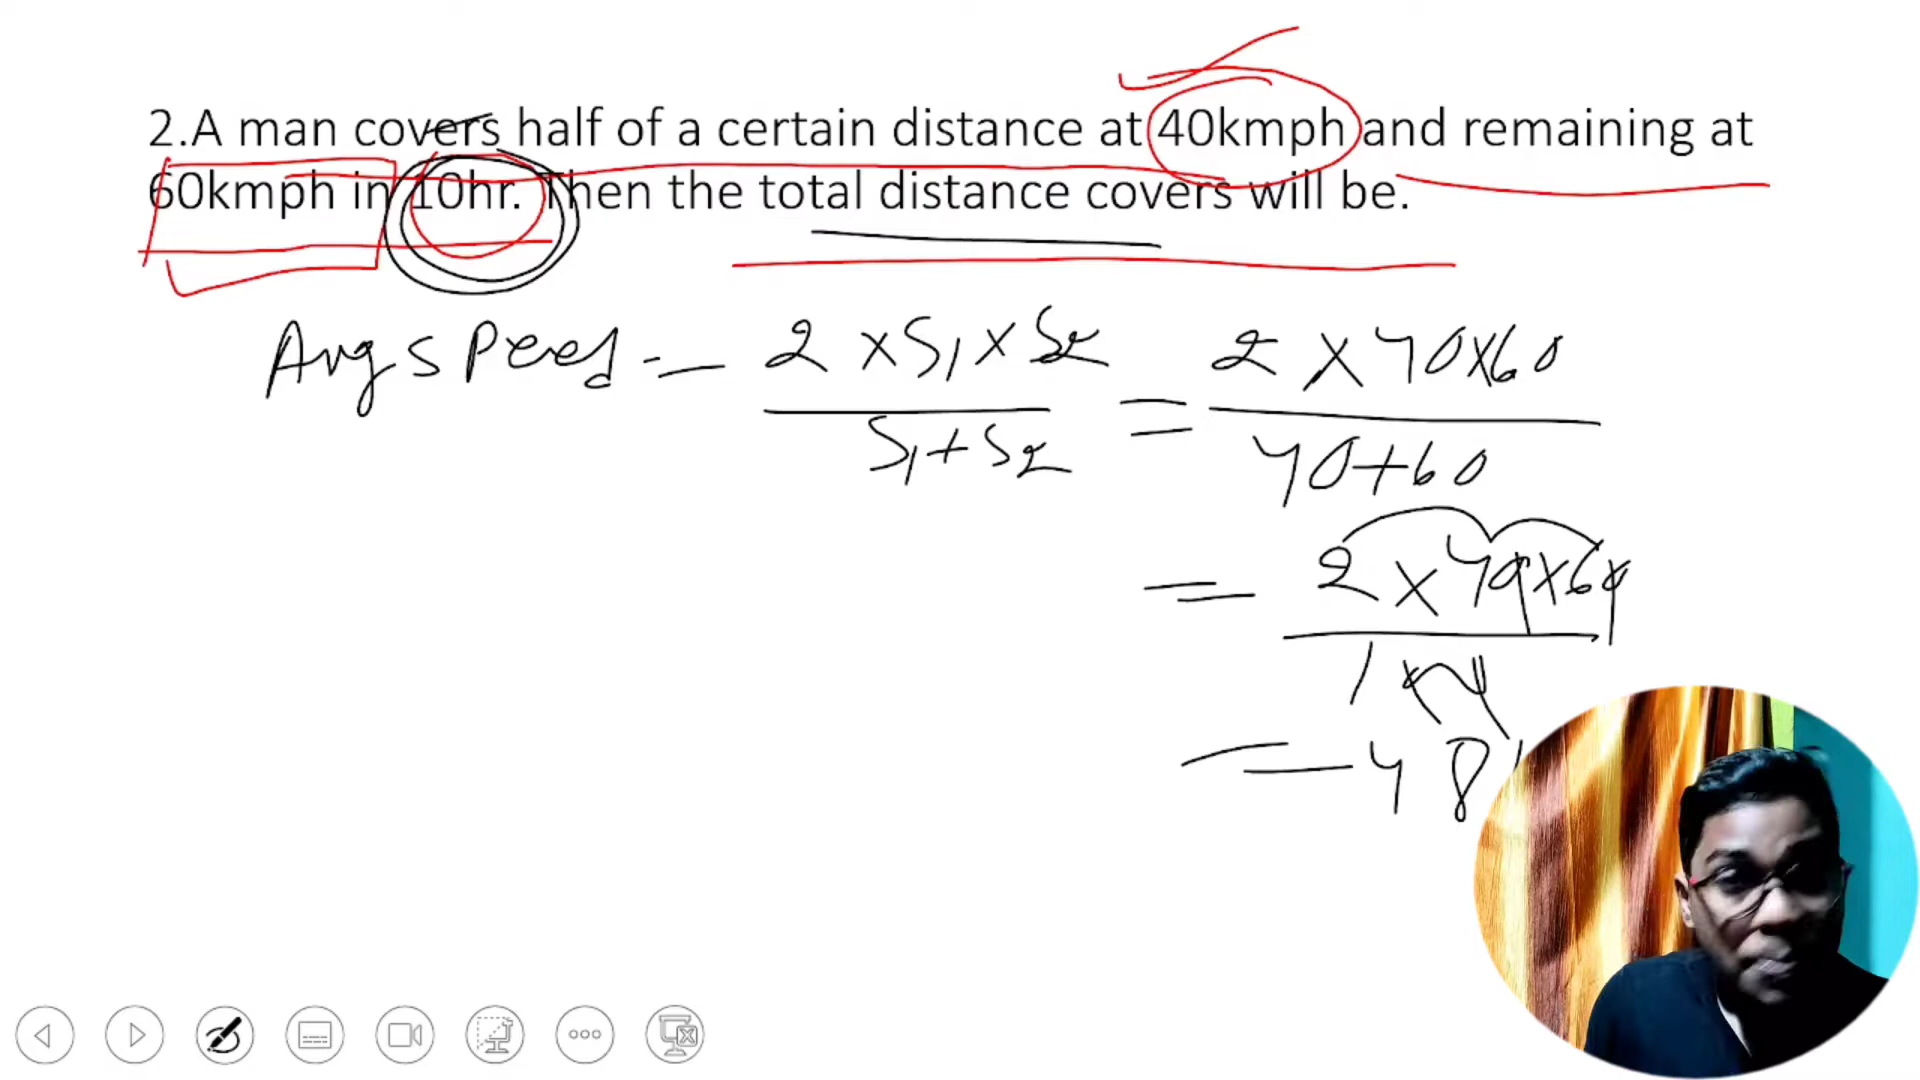 2.A man covers half of a certain distance at 40kmph and remaining at
60kmph in 10hr. Then the total distance covers will be.
Avg speed = 2 × S1 × S2 / S1 + S2 = 2 × 40 × 60 / 40 + 60
= 2 × 40 × 60 / 100
= 48